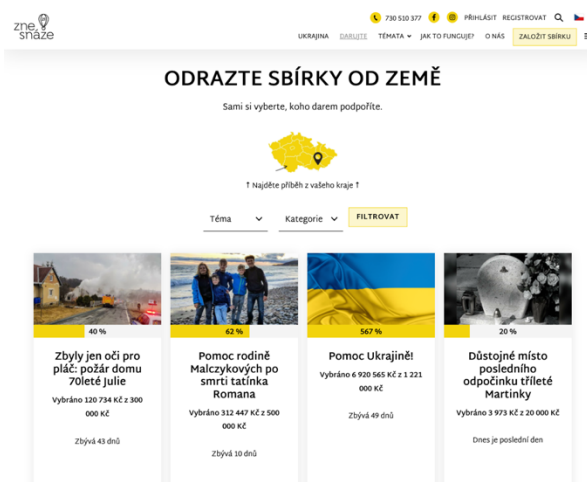 zne
snáze
730 510 377 PŘIHLÁSIT REGISTROVAT
UKRAJINA DARUJTE TÉMATA JAK TO FUNGUJE? O NÁS ZALOŽIT SBÍRKU
ODRAZTE SBÍRKY OD ZEMĚ
Sami si vyberte, koho darem podpoříte.
↑ Najděte příběh z vašeho kraje ↑
Téma Kategorie FILTROVAT
40 %
Zbyly jen oči pro
pláč: požár domu
70leté Julie
Vybráno 120 734 Kč z 300
000 Kč
Zbývá 43 dnů
62 %
Pomoc rodině
Malczykových po
smrti tatínka
Romana
Vybráno 312 447 Kč z 500
000 Kč
Zbývá 10 dnů
567 %
Pomoc Ukrajině!
Vybráno 6 920 565 Kč z 1 221
000 Kč
Zbývá 49 dnů
20 %
Důstojné místo
posledního
odpočinku tříleté
Martinky
Vybráno 3 973 Kč z 20 000 Kč
Dnes je poslední den